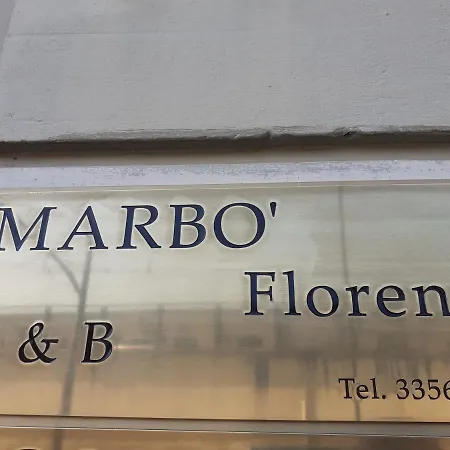 MARBO'
Floren
& B
Tel. 3356